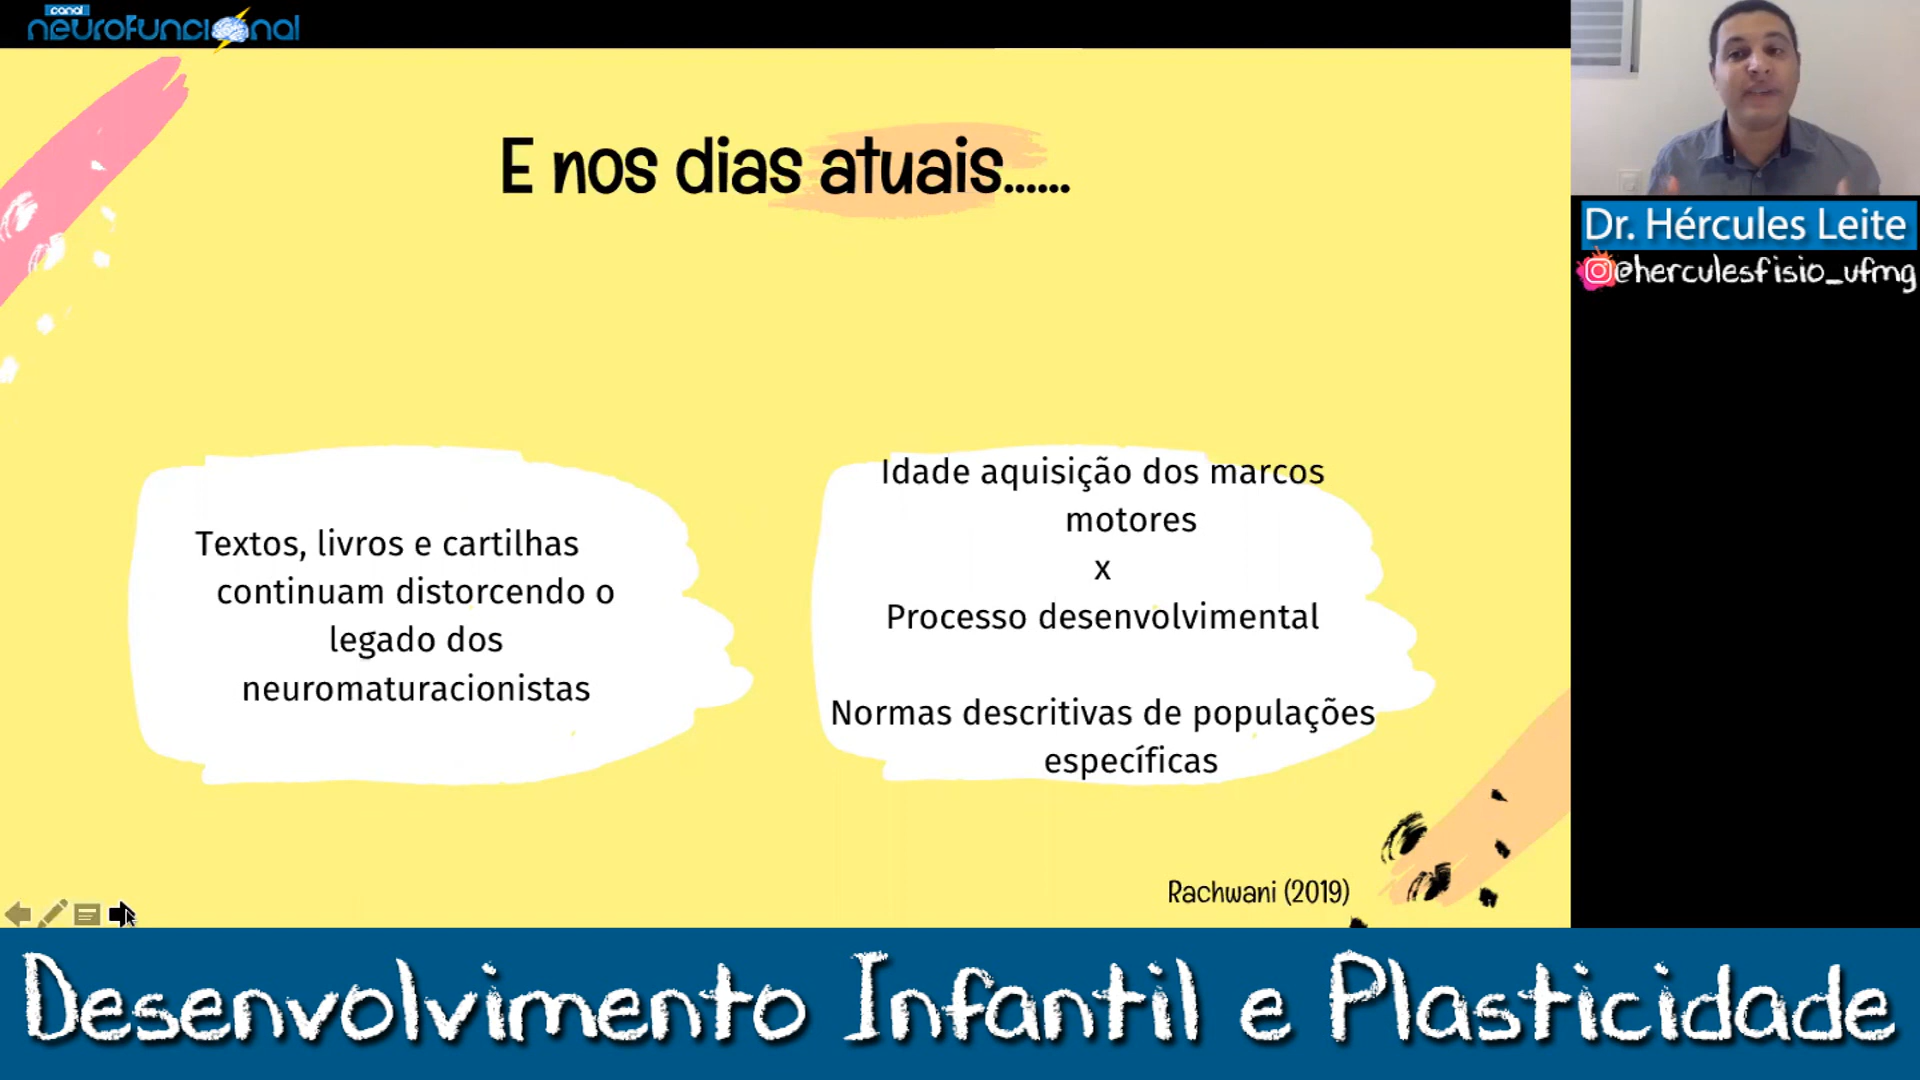 canal
neurofuncional
E nos dias atuais......
Textos, livros e cartilhas
continuam distorcendo o
legado dos
neuromaturacionistas
Idade aquisição dos marcos
motores
x
Processo desenvolvimental
Normas descritivas de populações
específicas
Rachwani (2019)
Dr. Hércules Leite
@herculesfisio_ufmg
Desenvolvimento Infantil e Plasticidade